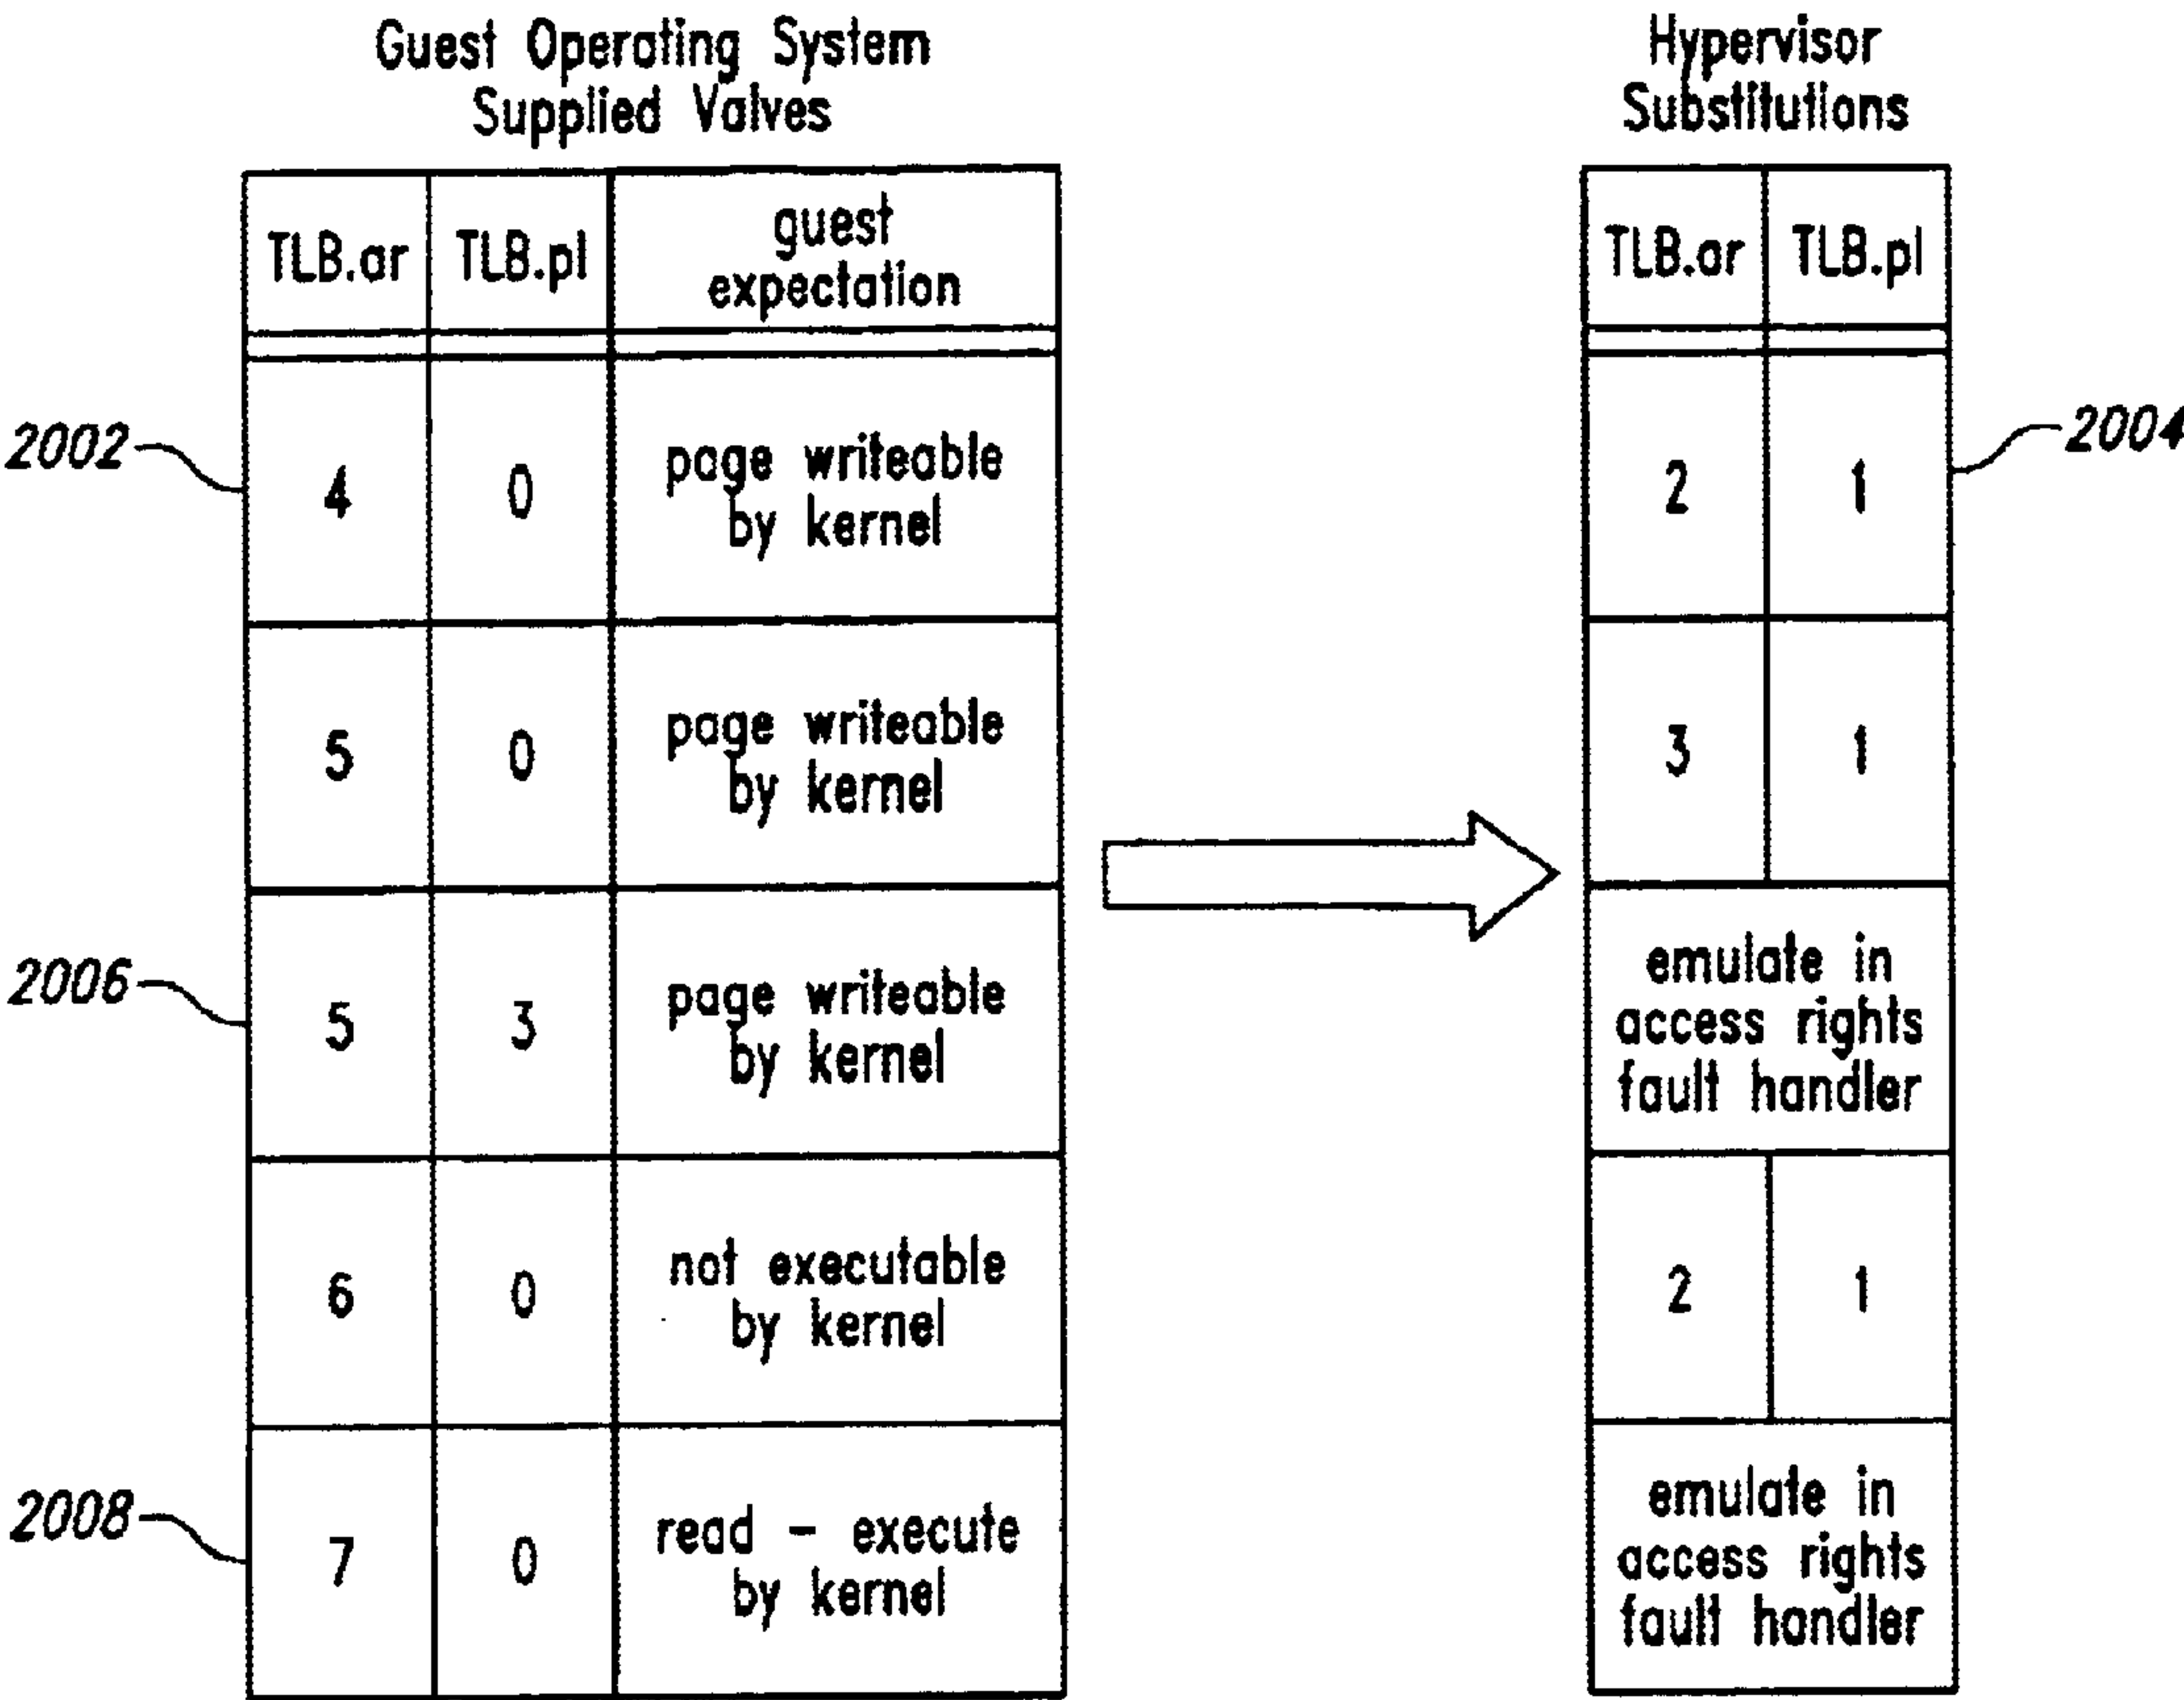 Guest Operating System
Supplied Valves
Hypervisor
Substitutions
TLB.ar TLB.pl guest
expectation
TLB.ar TLB.pl
2002
4 0 page writeable
by kernel
2 1
2004
5 0 page writeable
by kernel
3 1
2006
5 3 page writeable
by kernel
emulate in
access rights
fault handler
6 0 not executable
by kernel
2 1
2008
7 0 read - execute
by kernel
emulate in
access rights
fault handler